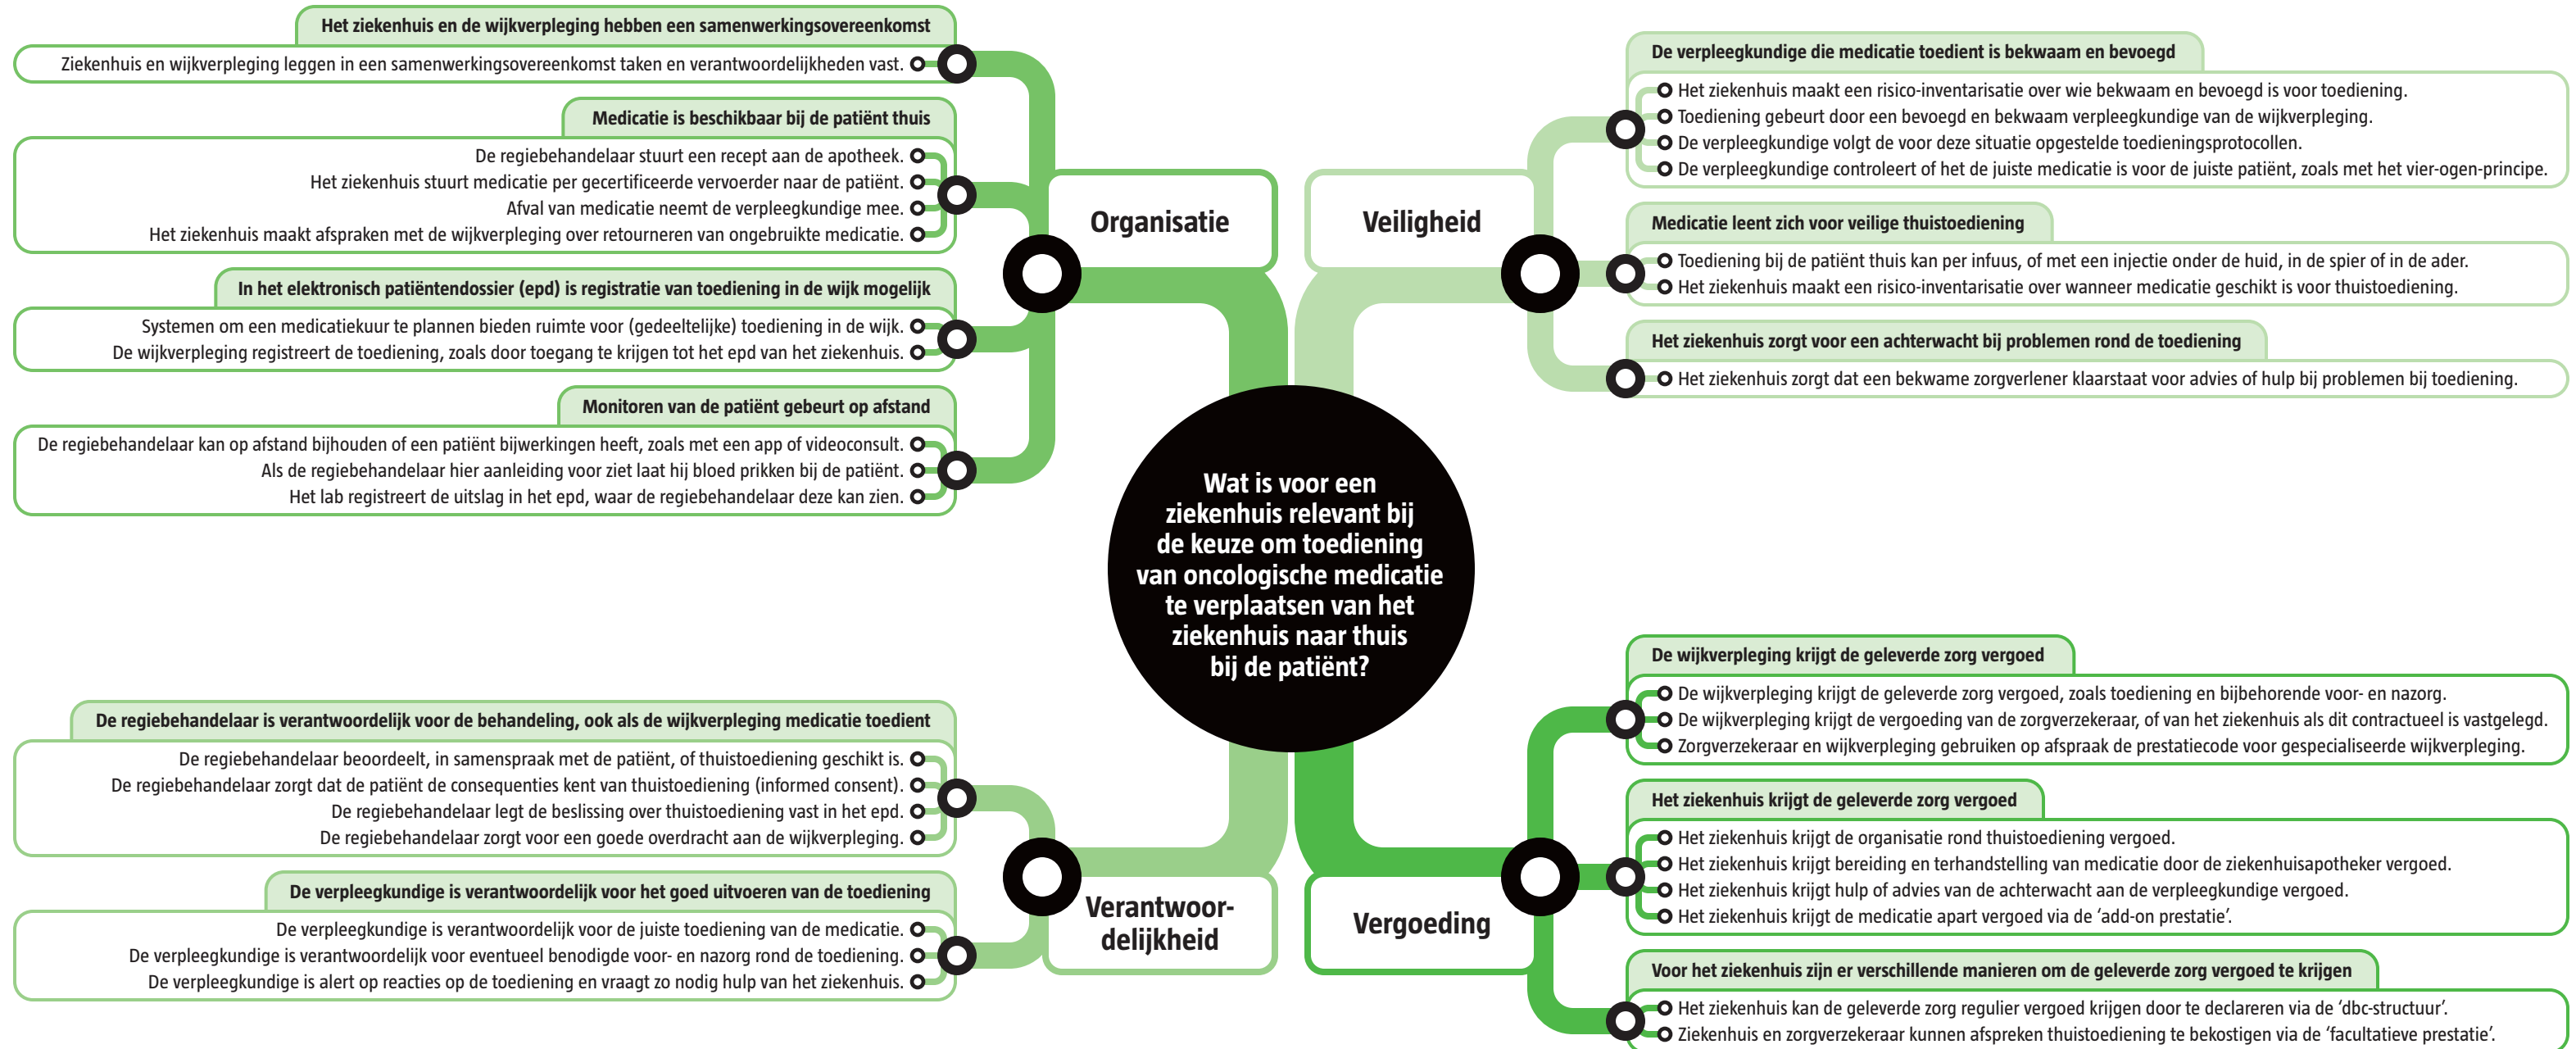 Wat is voor een
ziekenhuis relevant bij
de keuze om toediening
van oncologische medicatie
te verplaatsen van het
ziekenhuis naar thuis
bij de patiënt?
Organisatie
Het ziekenhuis en de wijkverpleging hebben een samenwerkingsovereenkomst
Ziekenhuis en wijkverpleging leggen in een samenwerkingsovereenkomst taken en verantwoordelijkheden vast.
Medicatie is beschikbaar bij de patiënt thuis
De regiebehandelaar stuurt een recept aan de apotheek.
Het ziekenhuis stuurt medicatie per gecertificeerde vervoerder naar de patiënt.
Afval van medicatie neemt de verpleegkundige mee.
Het ziekenhuis maakt afspraken met de wijkverpleging over retourneren van ongebruikte medicatie.
In het elektronisch patiëntendossier (epd) is registratie van toediening in de wijk mogelijk
Systemen om een medicatiekuur te plannen bieden ruimte voor (gedeeltelijke) toediening in de wijk.
De wijkverpleging registreert de toediening, zoals door toegang te krijgen tot het epd van het ziekenhuis.
Monitoren van de patiënt gebeurt op afstand
De regiebehandelaar kan op afstand bijhouden of een patiënt bijwerkingen heeft, zoals met een app of videoconsult.
Als de regiebehandelaar hier aanleiding voor ziet laat hij bloed prikken bij de patiënt.
Het lab registreert de uitslag in het epd, waar de regiebehandelaar deze kan zien.
Veiligheid
De verpleegkundige die medicatie toedient is bekwaam en bevoegd
Het ziekenhuis maakt een risico-inventarisatie over wie bekwaam en bevoegd is voor toediening.
Toediening gebeurt door een bevoegd en bekwaam verpleegkundige van de wijkverpleging.
De verpleegkundige volgt de voor deze situatie opgestelde toedieningsprotocollen.
De verpleegkundige controleert of het de juiste medicatie is voor de juiste patiënt, zoals met het vier-ogen-principe.
Medicatie leent zich voor veilige thuistoediening
Toediening bij de patiënt thuis kan per infuus, of met een injectie onder de huid, in de spier of in de ader.
Het ziekenhuis maakt een risico-inventarisatie over wanneer medicatie geschikt is voor thuistoediening.
Het ziekenhuis zorgt voor een achterwacht bij problemen rond de toediening
Het ziekenhuis zorgt dat een bekwame zorgverlener klaarstaat voor advies of hulp bij problemen bij toediening.
Verantwoor-
delijkheid
De regiebehandelaar is verantwoordelijk voor de behandeling, ook als de wijkverpleging medicatie toedient
De regiebehandelaar beoordeelt, in samenspraak met de patiënt, of thuistoediening geschikt is.
De regiebehandelaar zorgt dat de patiënt de consequenties kent van thuistoediening (informed consent).
De regiebehandelaar legt de beslissing over thuistoediening vast in het epd.
De regiebehandelaar zorgt voor een goede overdracht aan de wijkverpleging.
De verpleegkundige is verantwoordelijk voor het goed uitvoeren van de toediening
De verpleegkundige is verantwoordelijk voor de juiste toediening van de medicatie.
De verpleegkundige is verantwoordelijk voor eventueel benodigde voor- en nazorg rond de toediening.
De verpleegkundige is alert op reacties op de toediening en vraagt zo nodig hulp van het ziekenhuis.
Vergoeding
De wijkverpleging krijgt de geleverde zorg vergoed
De wijkverpleging krijgt de geleverde zorg vergoed, zoals toediening en bijbehorende voor- en nazorg.
De wijkverpleging krijgt de vergoeding van de zorgverzekeraar, of van het ziekenhuis als dit contractueel is vastgelegd.
Zorgverzekeraar en wijkverpleging gebruiken op afspraak de prestatiecode voor gespecialiseerde wijkverpleging.
Het ziekenhuis krijgt de geleverde zorg vergoed
Het ziekenhuis krijgt de organisatie rond thuistoediening vergoed.
Het ziekenhuis krijgt bereiding en terhandstelling van medicatie door de ziekenhuisapotheker vergoed.
Het ziekenhuis krijgt hulp of advies van de achterwacht aan de verpleegkundige vergoed.
Het ziekenhuis krijgt de medicatie apart vergoed via de ‘add-on prestatie’.
Voor het ziekenhuis zijn er verschillende manieren om de geleverde zorg vergoed te krijgen
Het ziekenhuis kan de geleverde zorg regulier vergoed krijgen door te declareren via de ‘dbc-structuur’.
Ziekenhuis en zorgverzekeraar kunnen afspreken thuistoediening te bekostigen via de ‘facultatieve prestatie’.